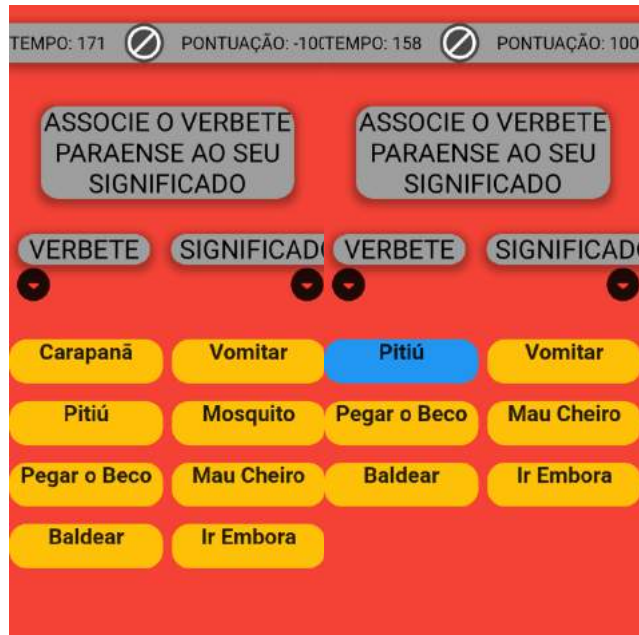 TEMPO: 171 PONTUAÇÃO: -100
ASSOCIE O VERBETE
PARAENSE AO SEU
SIGNIFICADO
VERBETE SIGNIFICADO
Carapanã Vomitar
Pitiú Mosquito
Pegar o Beco Mau Cheiro
Baldear Ir Embora
TEMPO: 158 PONTUAÇÃO: 100
ASSOCIE O VERBETE
PARAENSE AO SEU
SIGNIFICADO
VERBETE SIGNIFICAD
Pitiú Vomitar
Pegar o Beco Mau Cheiro
Baldear Ir Embora